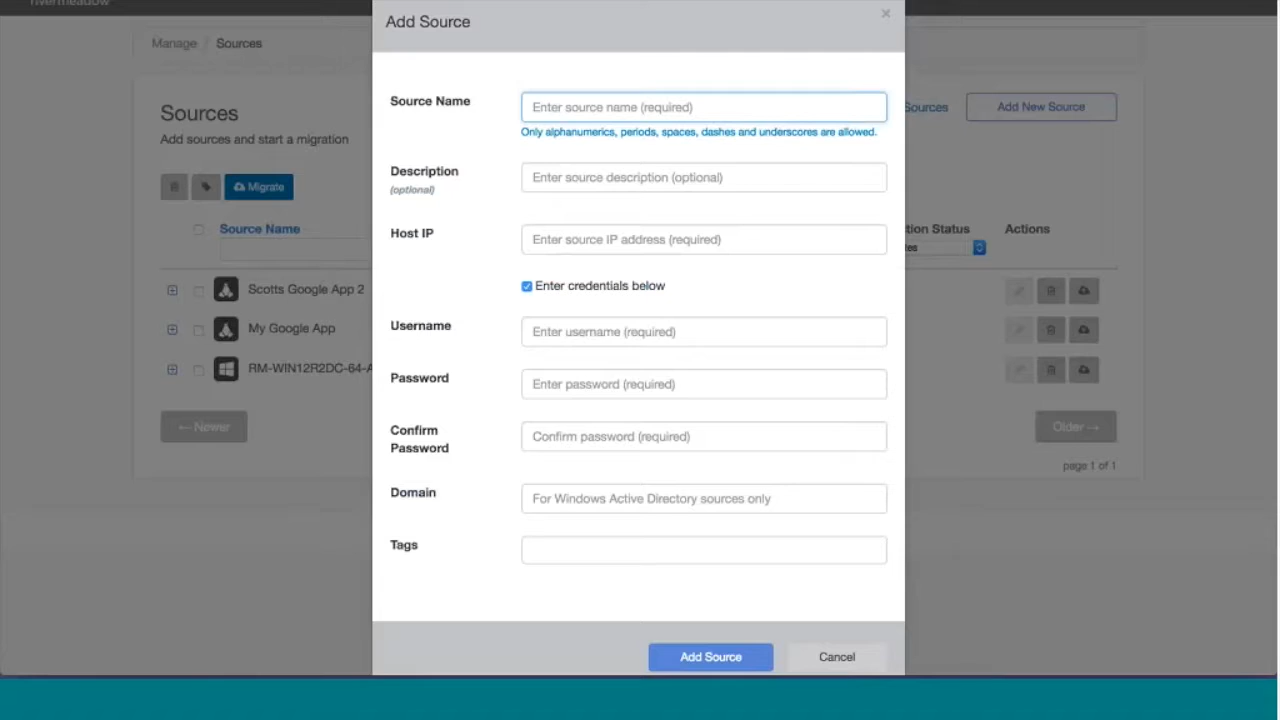 rivermeadow
Add Source
×
Manage / Sources
Sources
Add sources and start a migration
Sources
Add New Source
Migrate
Source Name
tion Status
Actions
tes
Scotts Google App 2
My Google App
RM-WIN12R2DC-64-A
← Newer
Older →
page 1 of 1
Source Name
Enter source name (required)
Only alphanumerics, periods, spaces, dashes and underscores are allowed.
Description
(optional)
Enter source description (optional)
Host IP
Enter source IP address (required)
Enter credentials below
Username
Enter username (required)
Password
Enter password (required)
Confirm
Password
Confirm password (required)
Domain
For Windows Active Directory sources only
Tags
Add Source
Cancel